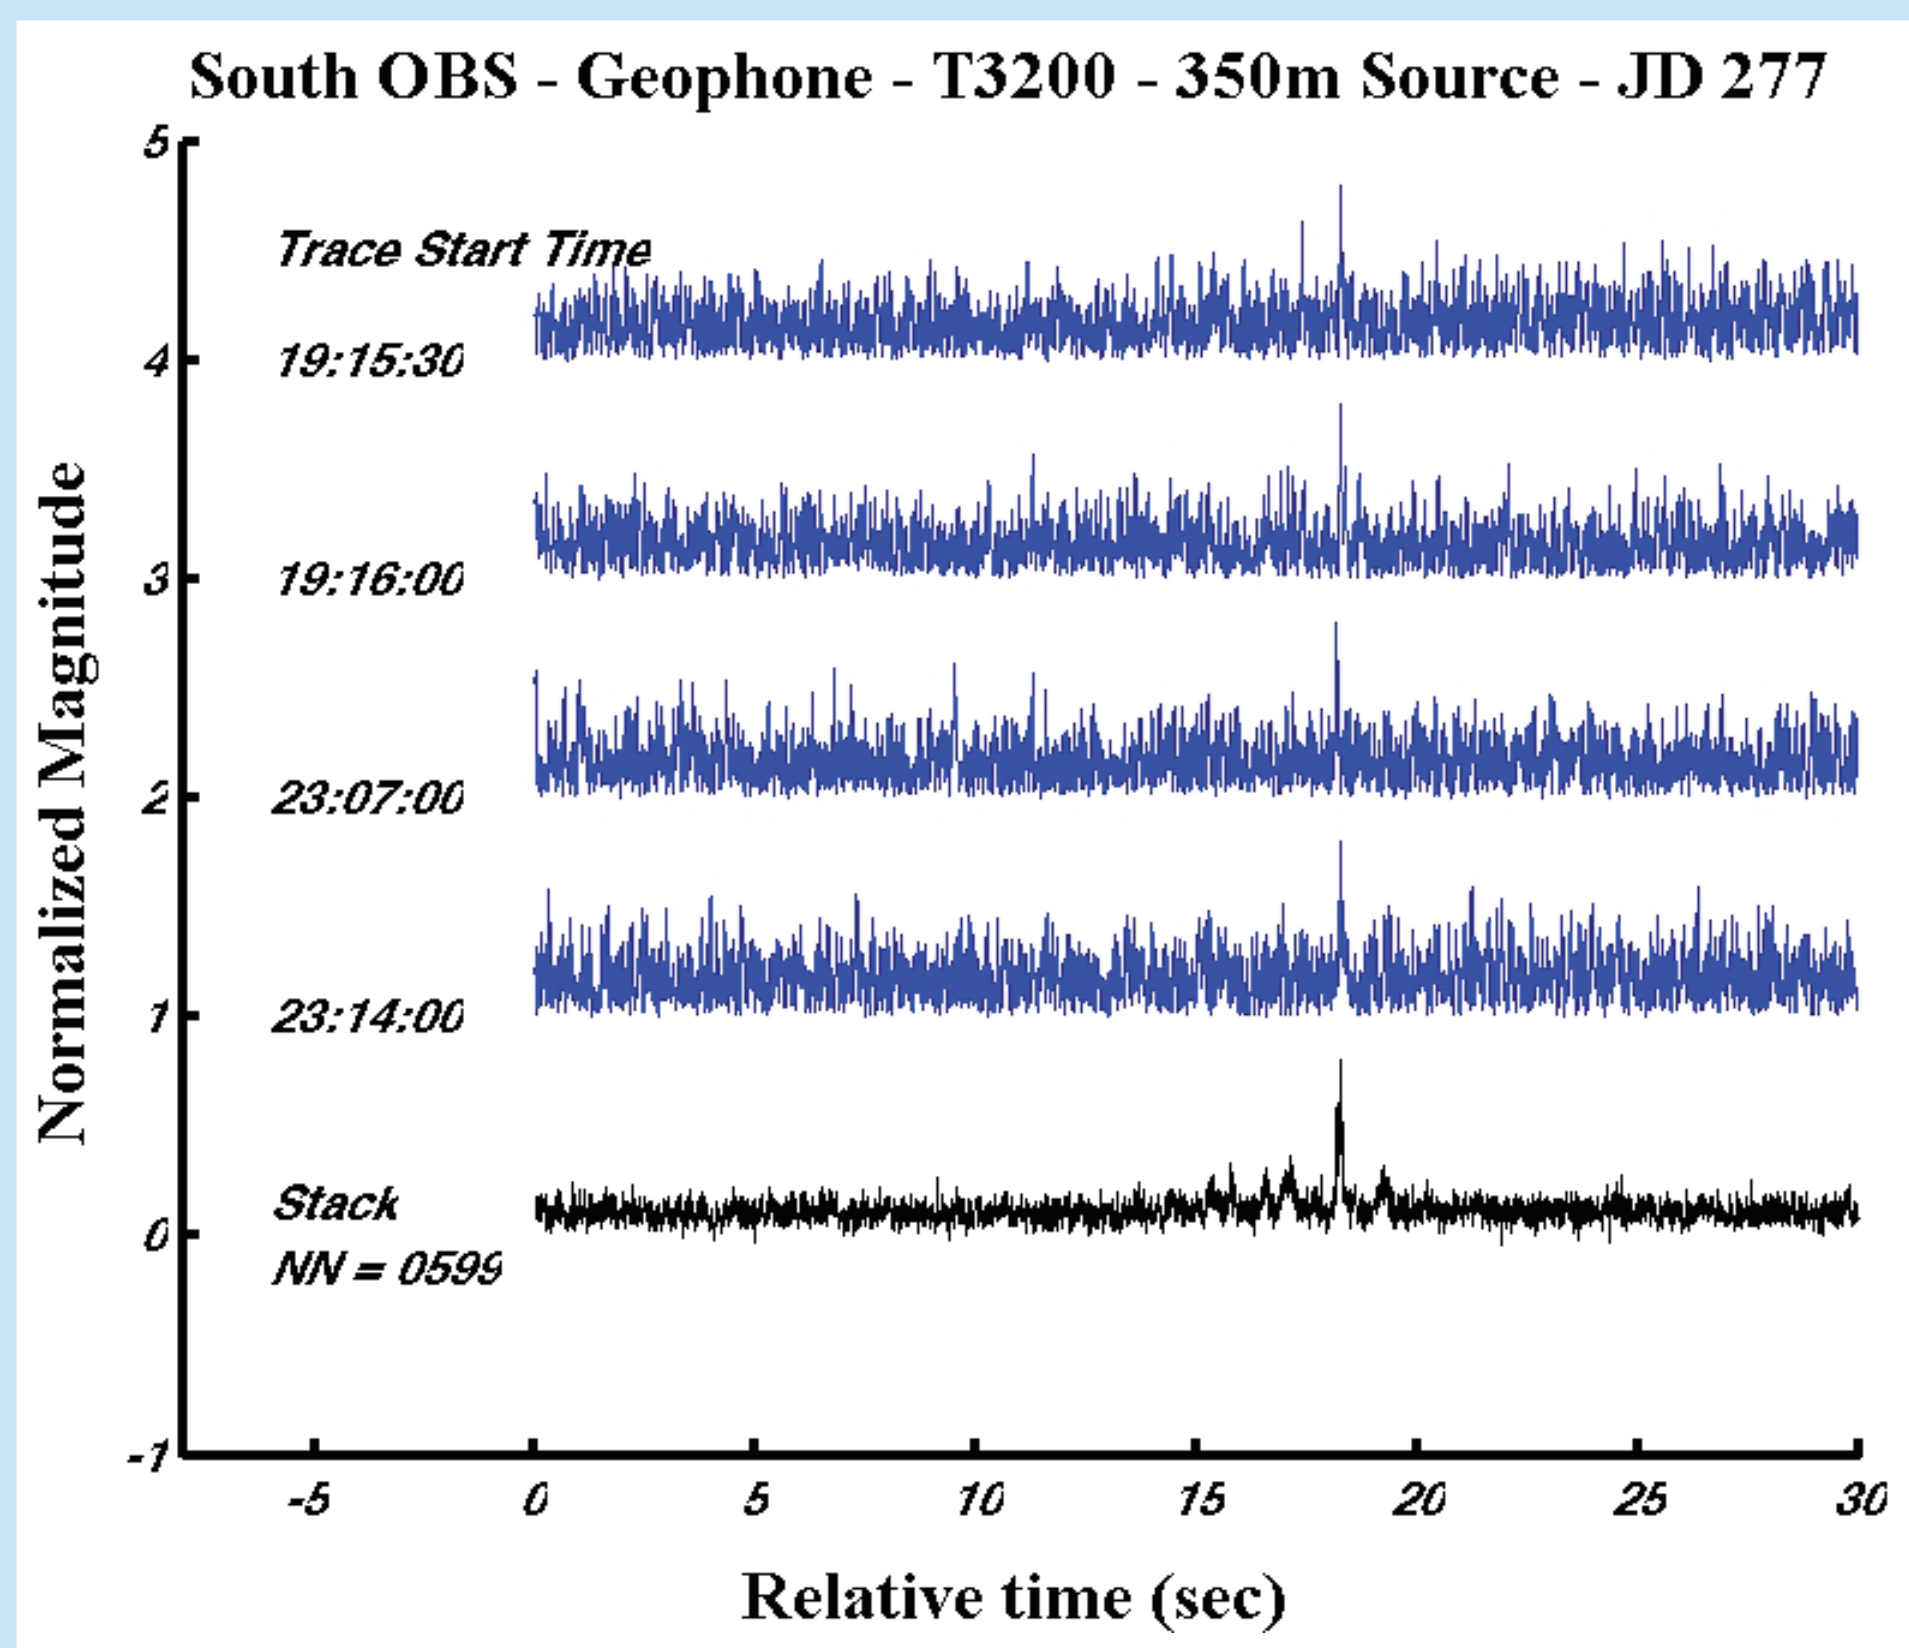 South OBS - Geophone - T3200 - 350m Source - JD 277
5
Trace Start Time
4
19:15:30
3
19:16:00
2
23:07:00
1
23:14:00
0
Stack
NN = 0599
-1
Normalized Magnitude
-5 0 5 10 15 20 25 30
Relative time (sec)